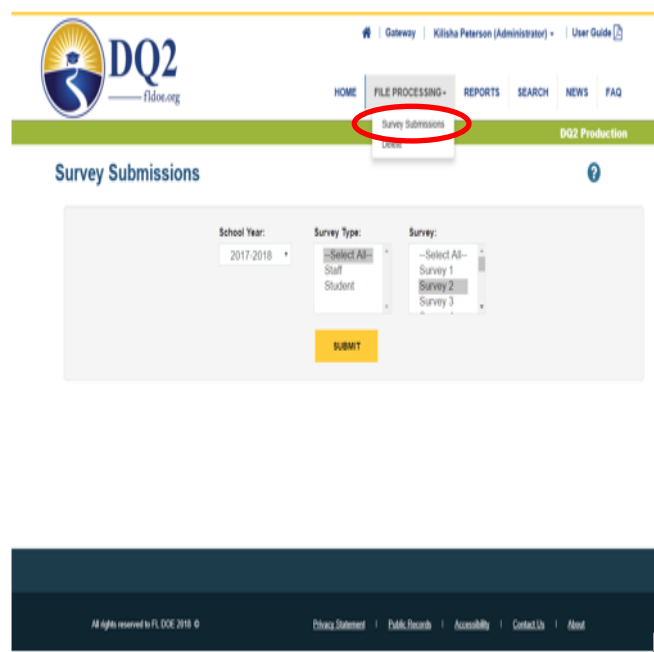 Gateway | Kilisha Peterson (Administrator) | User Guide
DQ2
fldoe.org
HOME FILE PROCESSING REPORTS SEARCH NEWS FAQ
Survey Submissions
Delete
DQ2 Production
Survey Submissions
?
School Year: Survey Type: Survey:
2017-2018 --Select All-- --Select All--
Staff Survey 1
Student Survey 2
Survey 3
SUBMIT
All rights reserved to FL DOE 2018 © Privacy Statement | Public Records | Accessibility | Contact Us | About